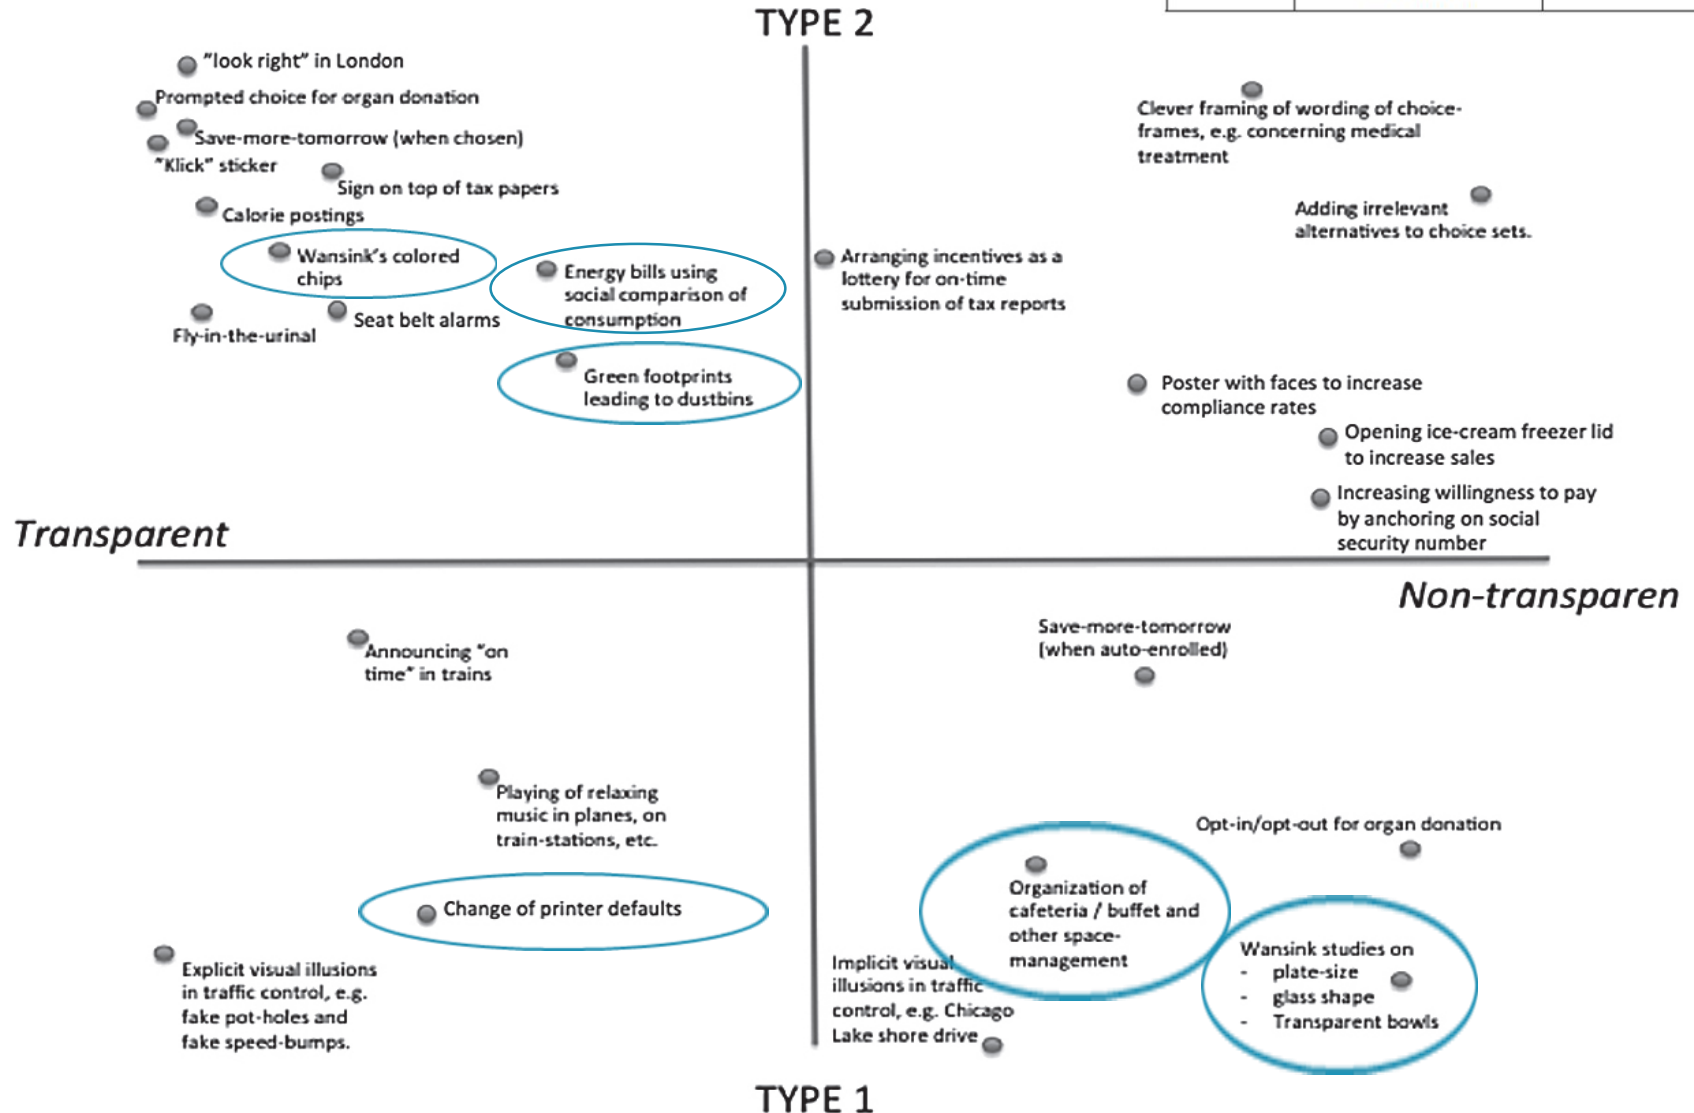 TYPE 2
"look right" in London
Prompted choice for organ donation
Save-more-tomorrow (when chosen)
"Klick" sticker
Sign on top of tax papers
Calorie postings
Wansink's colored
chips
Energy bills using
social comparison of
consumption
Fly-in-the-urinal
Seat belt alarms
Green footprints
leading to dustbins
Clever framing of wording of choice-
frames, e.g. concerning medical
treatment
Adding irrelevant
alternatives to choice sets.
Arranging incentives as a
lottery for on-time
submission of tax reports
Poster with faces to increase
compliance rates
Opening ice-cream freezer lid
to increase sales
Increasing willingness to pay
by anchoring on social
security number
Transparent
Non-transparen
Announcing "on
time" in trains
Playing of relaxing
music in planes, on
train-stations, etc.
Change of printer defaults
Explicit visual illusions
in traffic control, e.g.
fake pot-holes and
fake speed-bumps.
Save-more-tomorrow
(when auto-enrolled)
Opt-in/opt-out for organ donation
Organization of
cafeteria / buffet and
other space-
management
Implicit visual
illusions in traffic
control, e.g. Chicago
Lake shore drive
Wansink studies on
- plate-size
- glass shape
- Transparent bowls
TYPE 1